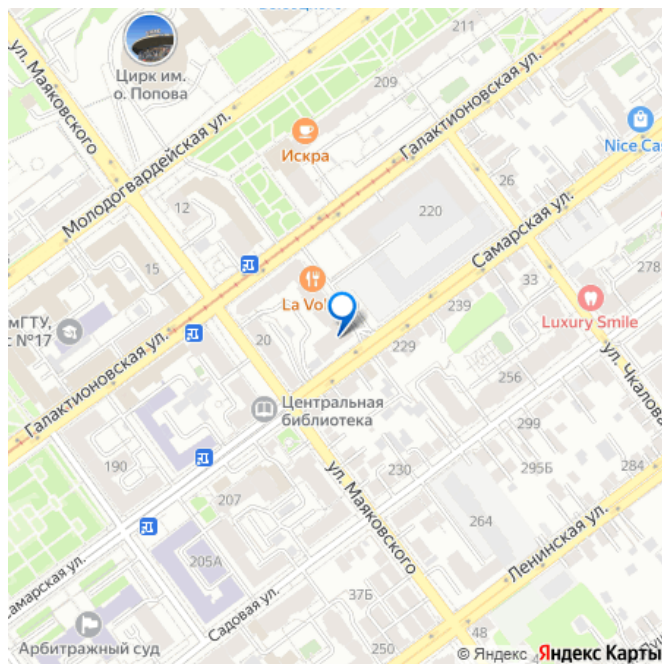 211
ул. Маяковского
Цирк им.
о. Попова
209
Галактионовская ул.
Искра
Молодогвардейская ул.
26
12
220
Самарская ул.
15
La
33
278
20
239
Luxury Smile
№17
229
ул. Чкалова
Галактионовская ул.
256
Центральная
библиотека
299
190
230
295Б
284
207
ул. Маяковского
264
Ленинская ул.
205А
Самарская ул.
37Б
Садовая ул.
Арбитражный суд
250
48
© Яндекс Яндекс Карты